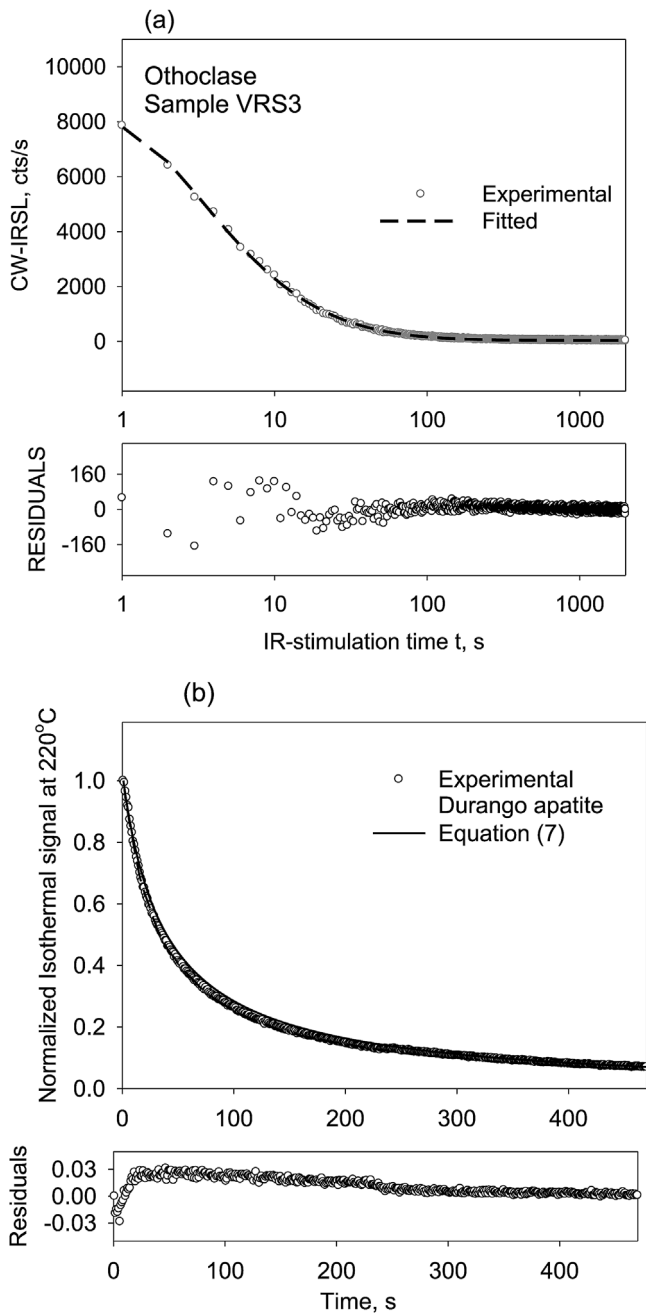 (a)
10000
8000
6000
4000
2000
0
CW-IRSL, cts/s
Othoclase
Sample VRS3
Experimental
Fitted
1
10
100
1000
160
0
-160
RESIDUALS
1
10
100
1000
IR-stimulation time t, s
(b)
Normalized Isothermal signal at 220°C
1.0
0.8
0.6
0.4
0.2
0.0
Experimental
Durango apatite
Equation (7)
0
100
200
300
400
Residuals
0.03
0.00
-0.03
0
100
200
300
400
Time, s